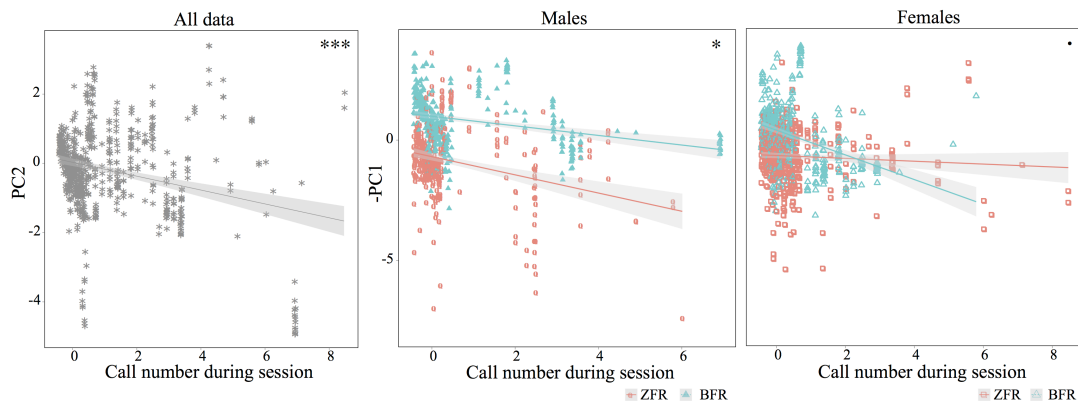 All data
***
PC2
2
0
-2
-4
0 2 4 6 8
Call number during session
Males
*
PC1
0
-5
0 2 4 6
Call number during session
ZFR BFR
Females
•
0 2 4 6 8
Call number during session
ZFR BFR